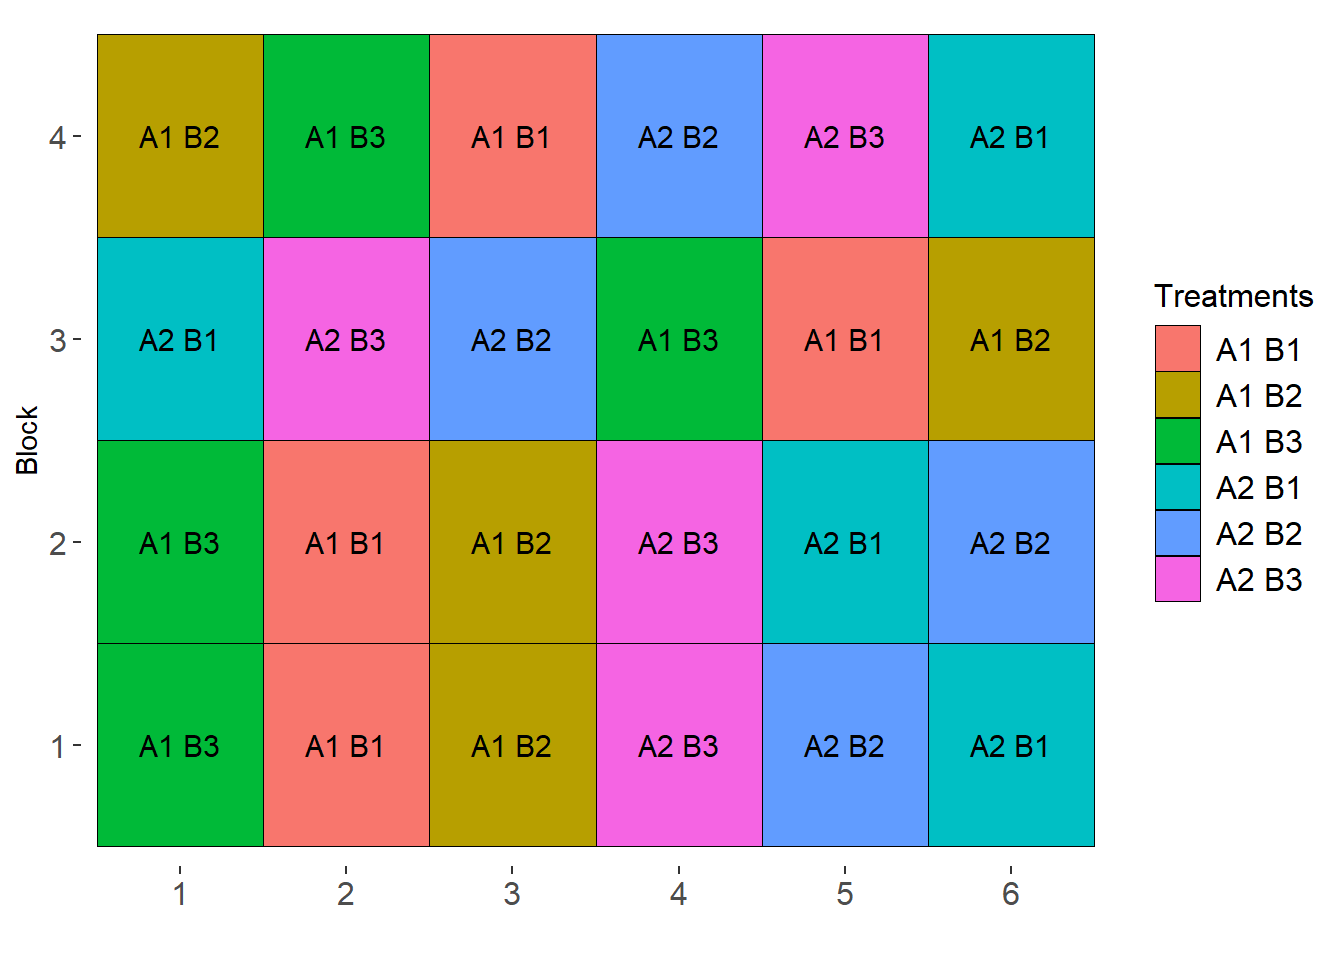 4
A1 B2 A1 B3 A1 B1 A2 B2 A2 B3 A2 B1
3
A2 B1 A2 B3 A2 B2 A1 B3 A1 B1 A1 B2
Block
2
A1 B3 A1 B1 A1 B2 A2 B3 A2 B1 A2 B2
1
A1 B3 A1 B1 A1 B2 A2 B3 A2 B2 A2 B1
1 2 3 4 5 6
Treatments
A1 B1
A1 B2
A1 B3
A2 B1
A2 B2
A2 B3